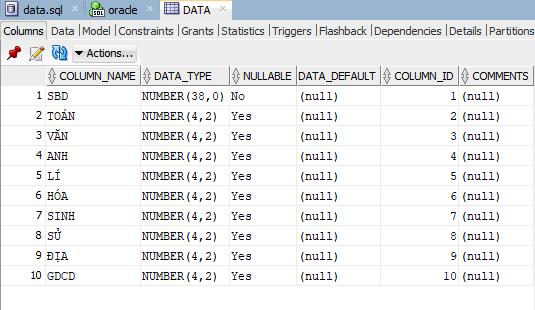 data.sql oracle DATA
Columns Data Model Constraints Grants Statistics Triggers Flashback Dependencies Details Partitions
Actions...
COLUMN_NAME DATA_TYPE NULLABLE DATA_DEFAULT COLUMN_ID COMMENTS
1 SBD NUMBER(38,0) No (null) 1 (null)
2 TOÁN NUMBER(4,2) Yes (null) 2 (null)
3 VĂN NUMBER(4,2) Yes (null) 3 (null)
4 ANH NUMBER(4,2) Yes (null) 4 (null)
5 LÍ NUMBER(4,2) Yes (null) 5 (null)
6 HÓA NUMBER(4,2) Yes (null) 6 (null)
7 SINH NUMBER(4,2) Yes (null) 7 (null)
8 SỬ NUMBER(4,2) Yes (null) 8 (null)
9 ĐỊA NUMBER(4,2) Yes (null) 9 (null)
10 GDCD NUMBER(4,2) Yes (null) 10 (null)